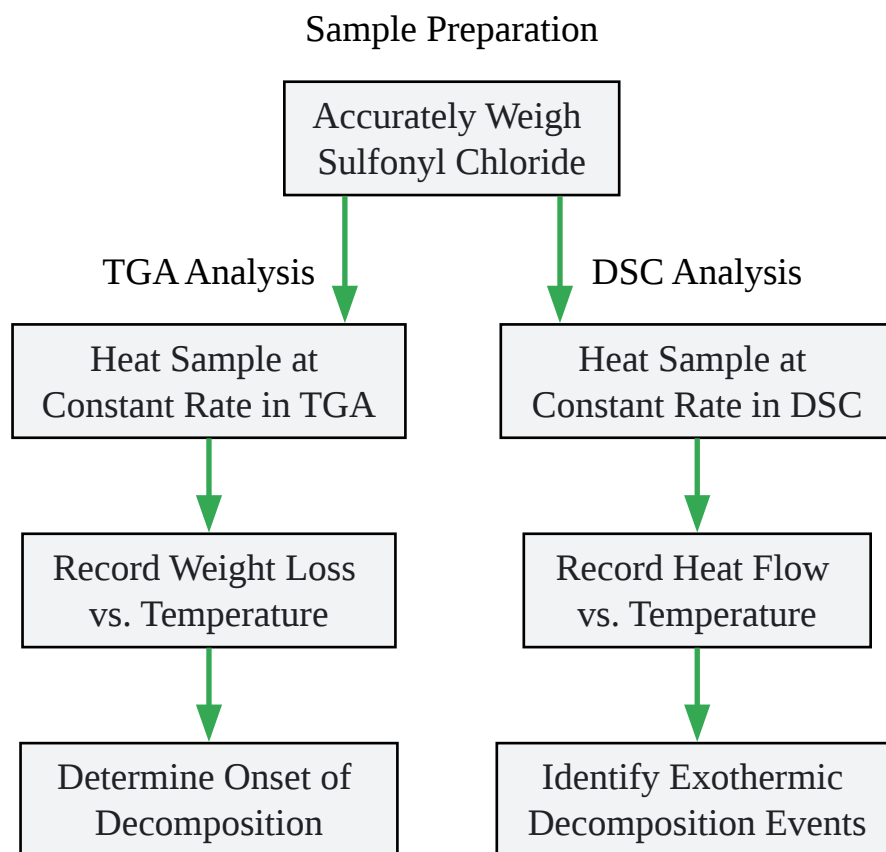 Sample Preparation
Accurately Weigh
Sulfonyl Chloride
TGA Analysis
DSC Analysis
Heat Sample at
Constant Rate in TGA
Heat Sample at
Constant Rate in DSC
Record Weight Loss
vs. Temperature
Record Heat Flow
vs. Temperature
Determine Onset of
Decomposition
Identify Exothermic
Decomposition Events